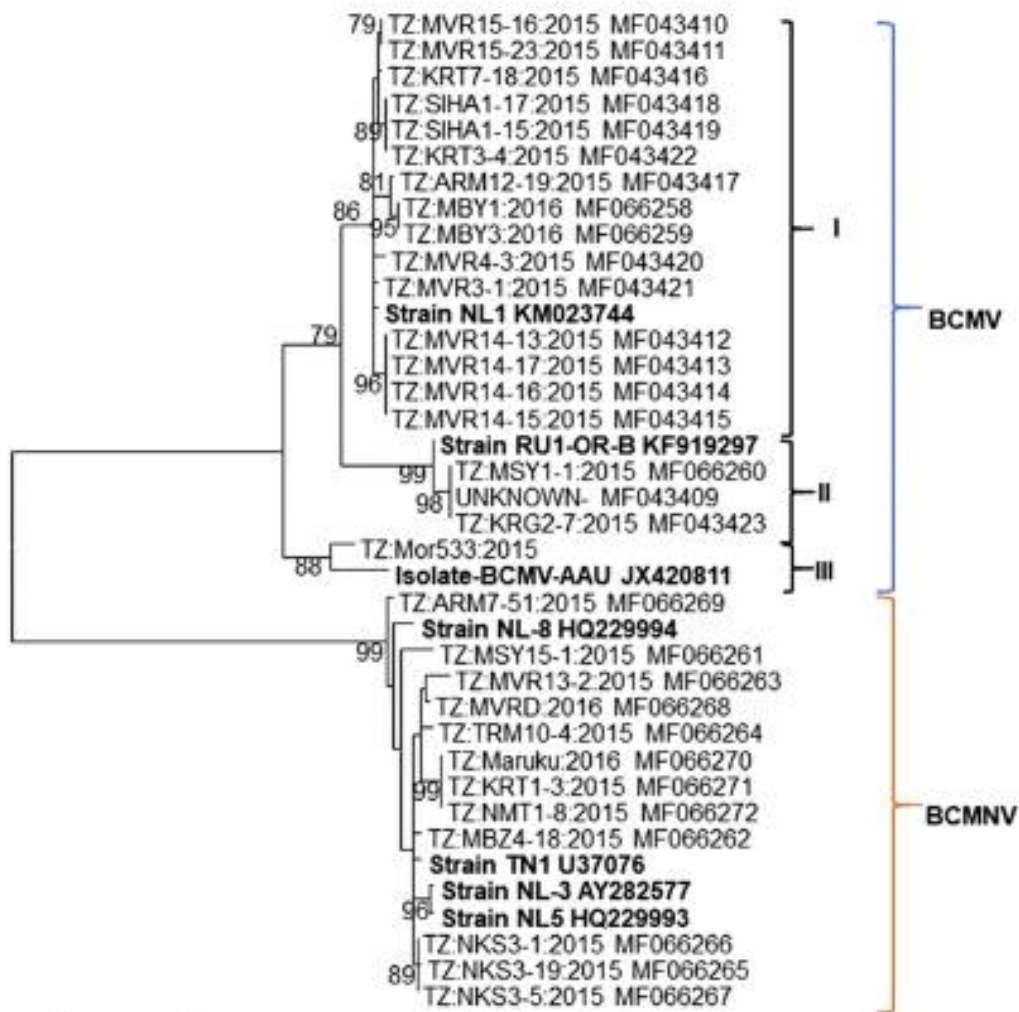 79 TZ:MVR15-16:2015 MF043410
TZ:MVR15-23:2015 MF043411
TZ:KRT7-18:2015 MF043416
TZ:SIHA1-17:2015 MF043418
89 TZ:SIHA1-15:2015 MF043419
TZ:KRT3-4:2015 MF043422
81 TZ:ARM12-19:2015 MF043417
86 TZ:MBY1:2016 MF066258
95 TZ:MBY3:2016 MF066259
I
TZ:MVR4-3:2015 MF043420
TZ:MVR3-1:2015 MF043421
Strain NL1 KM023744
BCMV
79 TZ:MVR14-13:2015 MF043412
TZ:MVR14-17:2015 MF043413
96 TZ:MVR14-16:2015 MF043414
TZ:MVR14-15:2015 MF043415
Strain RU1-OR-B KF919297
99 TZ:MSY1-1:2015 MF066260
98 UNKNOWN- MF043409
II
TZ:KRG2-7:2015 MF043423
TZ:Mor533:2015
88 Isolate-BCMV-AAU JX420811
III
TZ:ARM7-51:2015 MF066269
Strain NL-8 HQ229994
99 TZ:MSY15-1:2015 MF066261
TZ:MVR13-2:2015 MF066263
TZ:MVRD:2016 MF066268
TZ:TRM10-4:2015 MF066264
TZ:Maruku:2016 MF066270
99 TZ:KRT1-3:2015 MF066271
TZ:NMT1-8:2015 MF066272
BCMNV
TZ:MBZ4-18:2015 MF066262
Strain TN1 U37076
Strain NL-3 AY282577
96 Strain NL5 HQ229993
TZ:NKS3-1:2015 MF066266
89 TZ:NKS3-19:2015 MF066265
TZ:NKS3-5:2015 MF066267